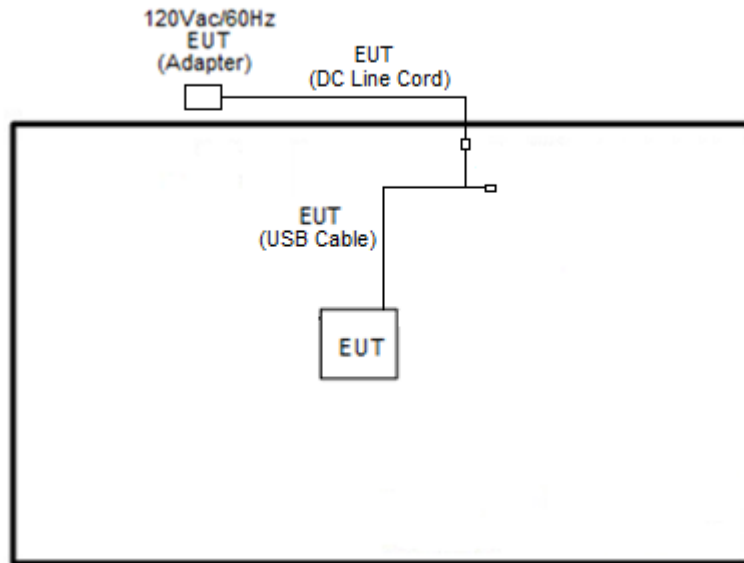 120Vac/60Hz
EUT
(Adapter)
EUT
(DC Line Cord)
EUT
(USB Cable)
EUT